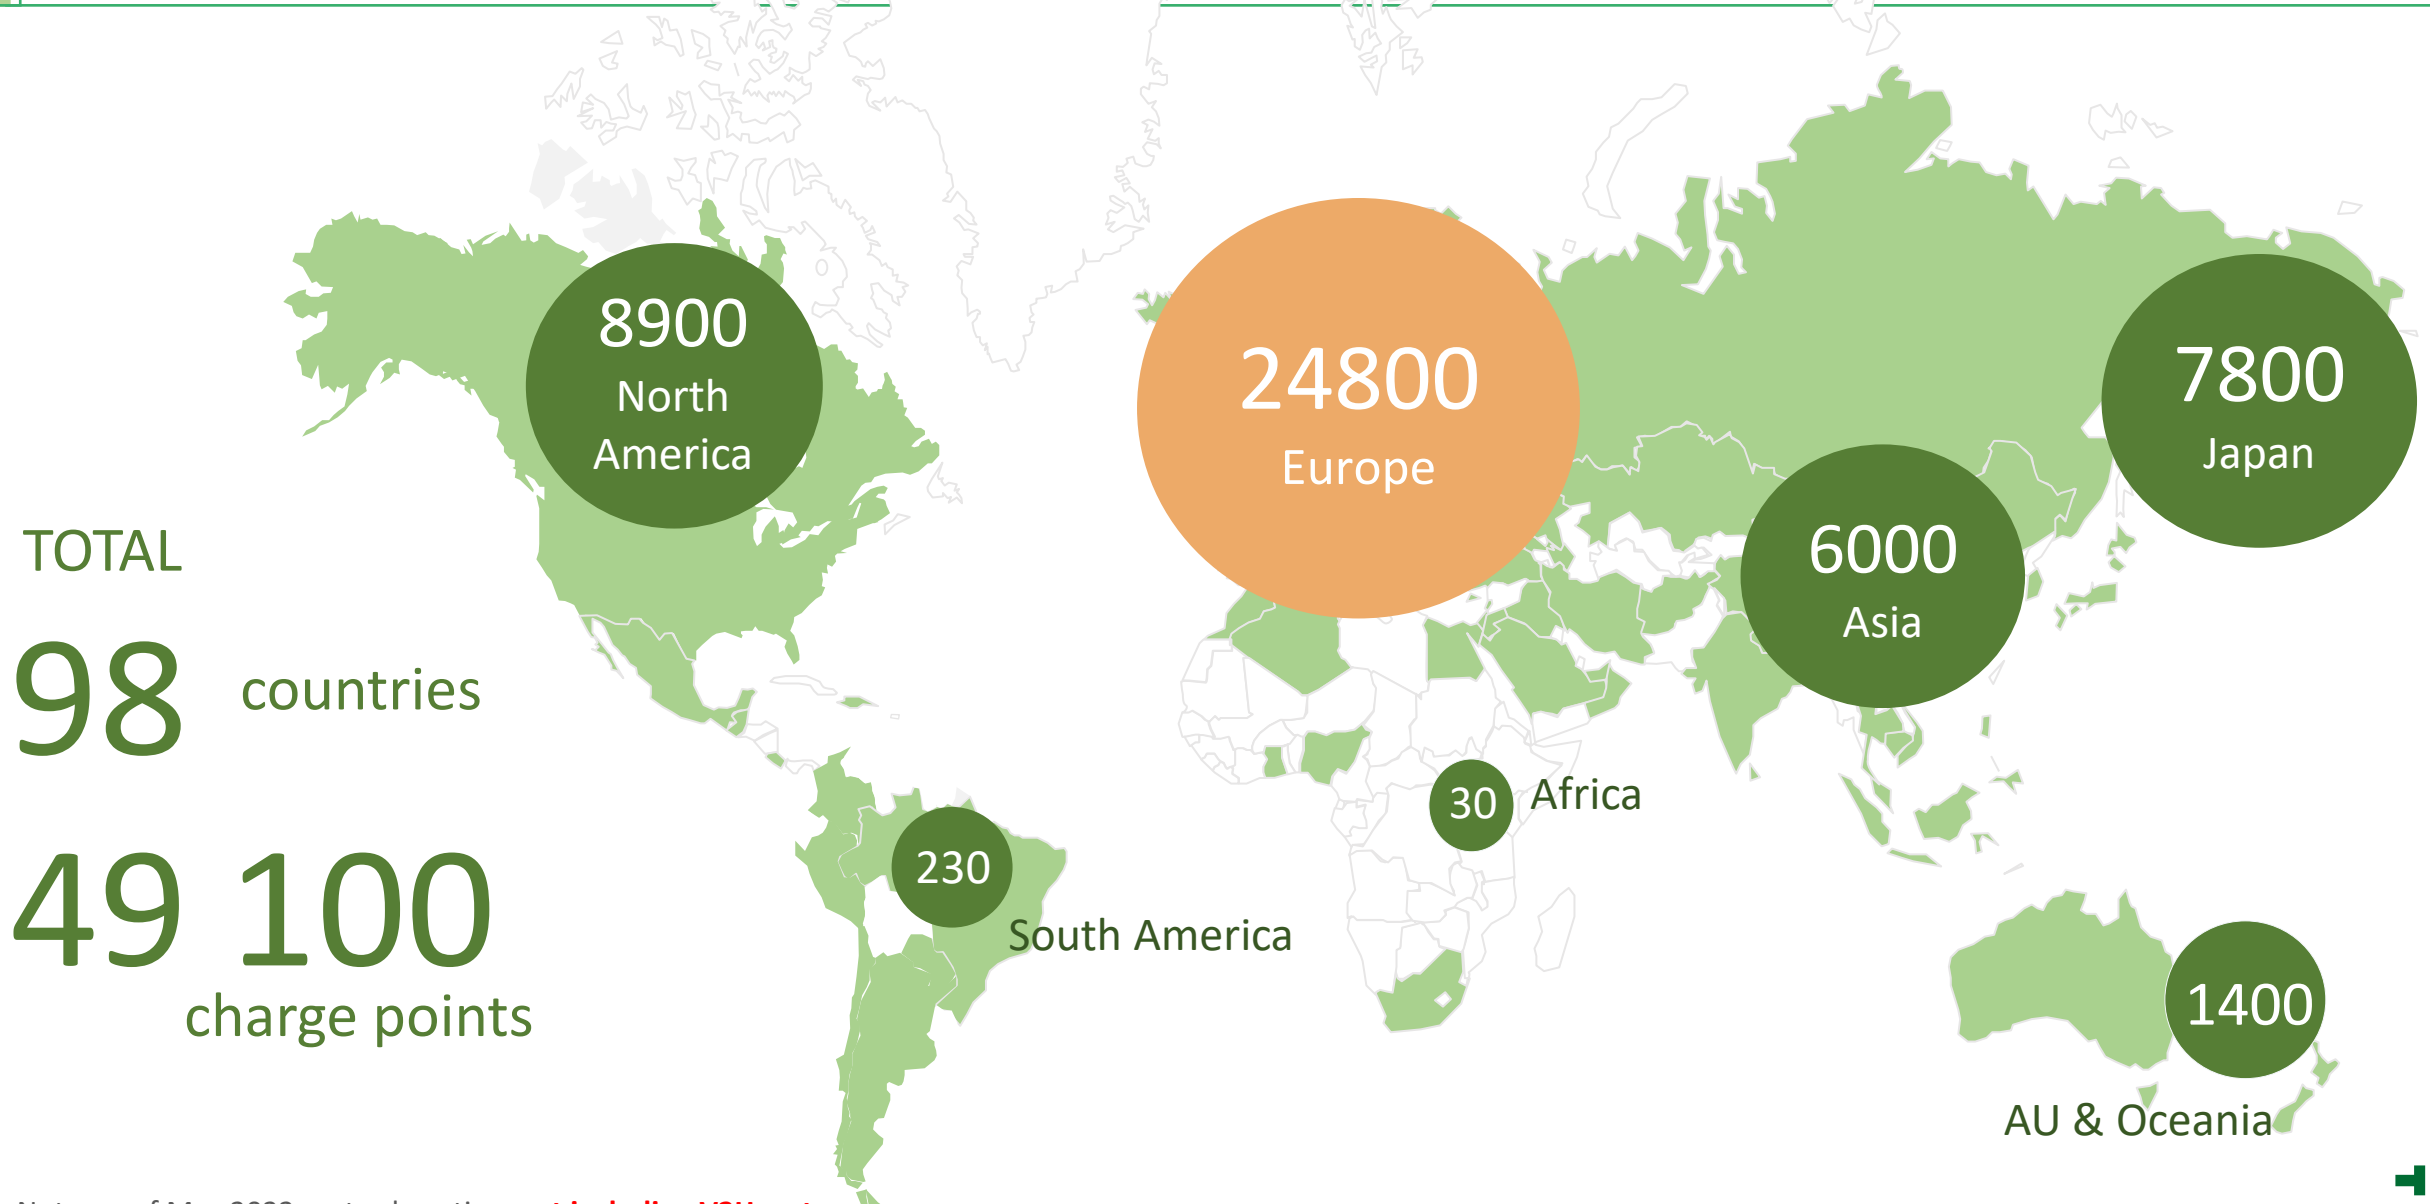 8900
North
America
24800
Europe
7800
Japan
6000
Asia
TOTAL
98 countries
49 100
charge points
30 Africa
230
South America
1400
AU & Oceania